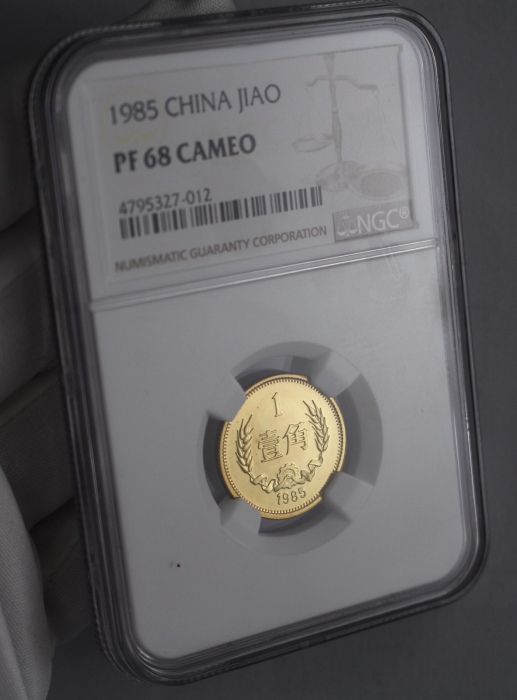 1985 CHINA JIAO
PF 68 CAMEO
4795327-012
NUMISMATIC GUARANTY CORPORATION
NGC®
1
壹角
1985